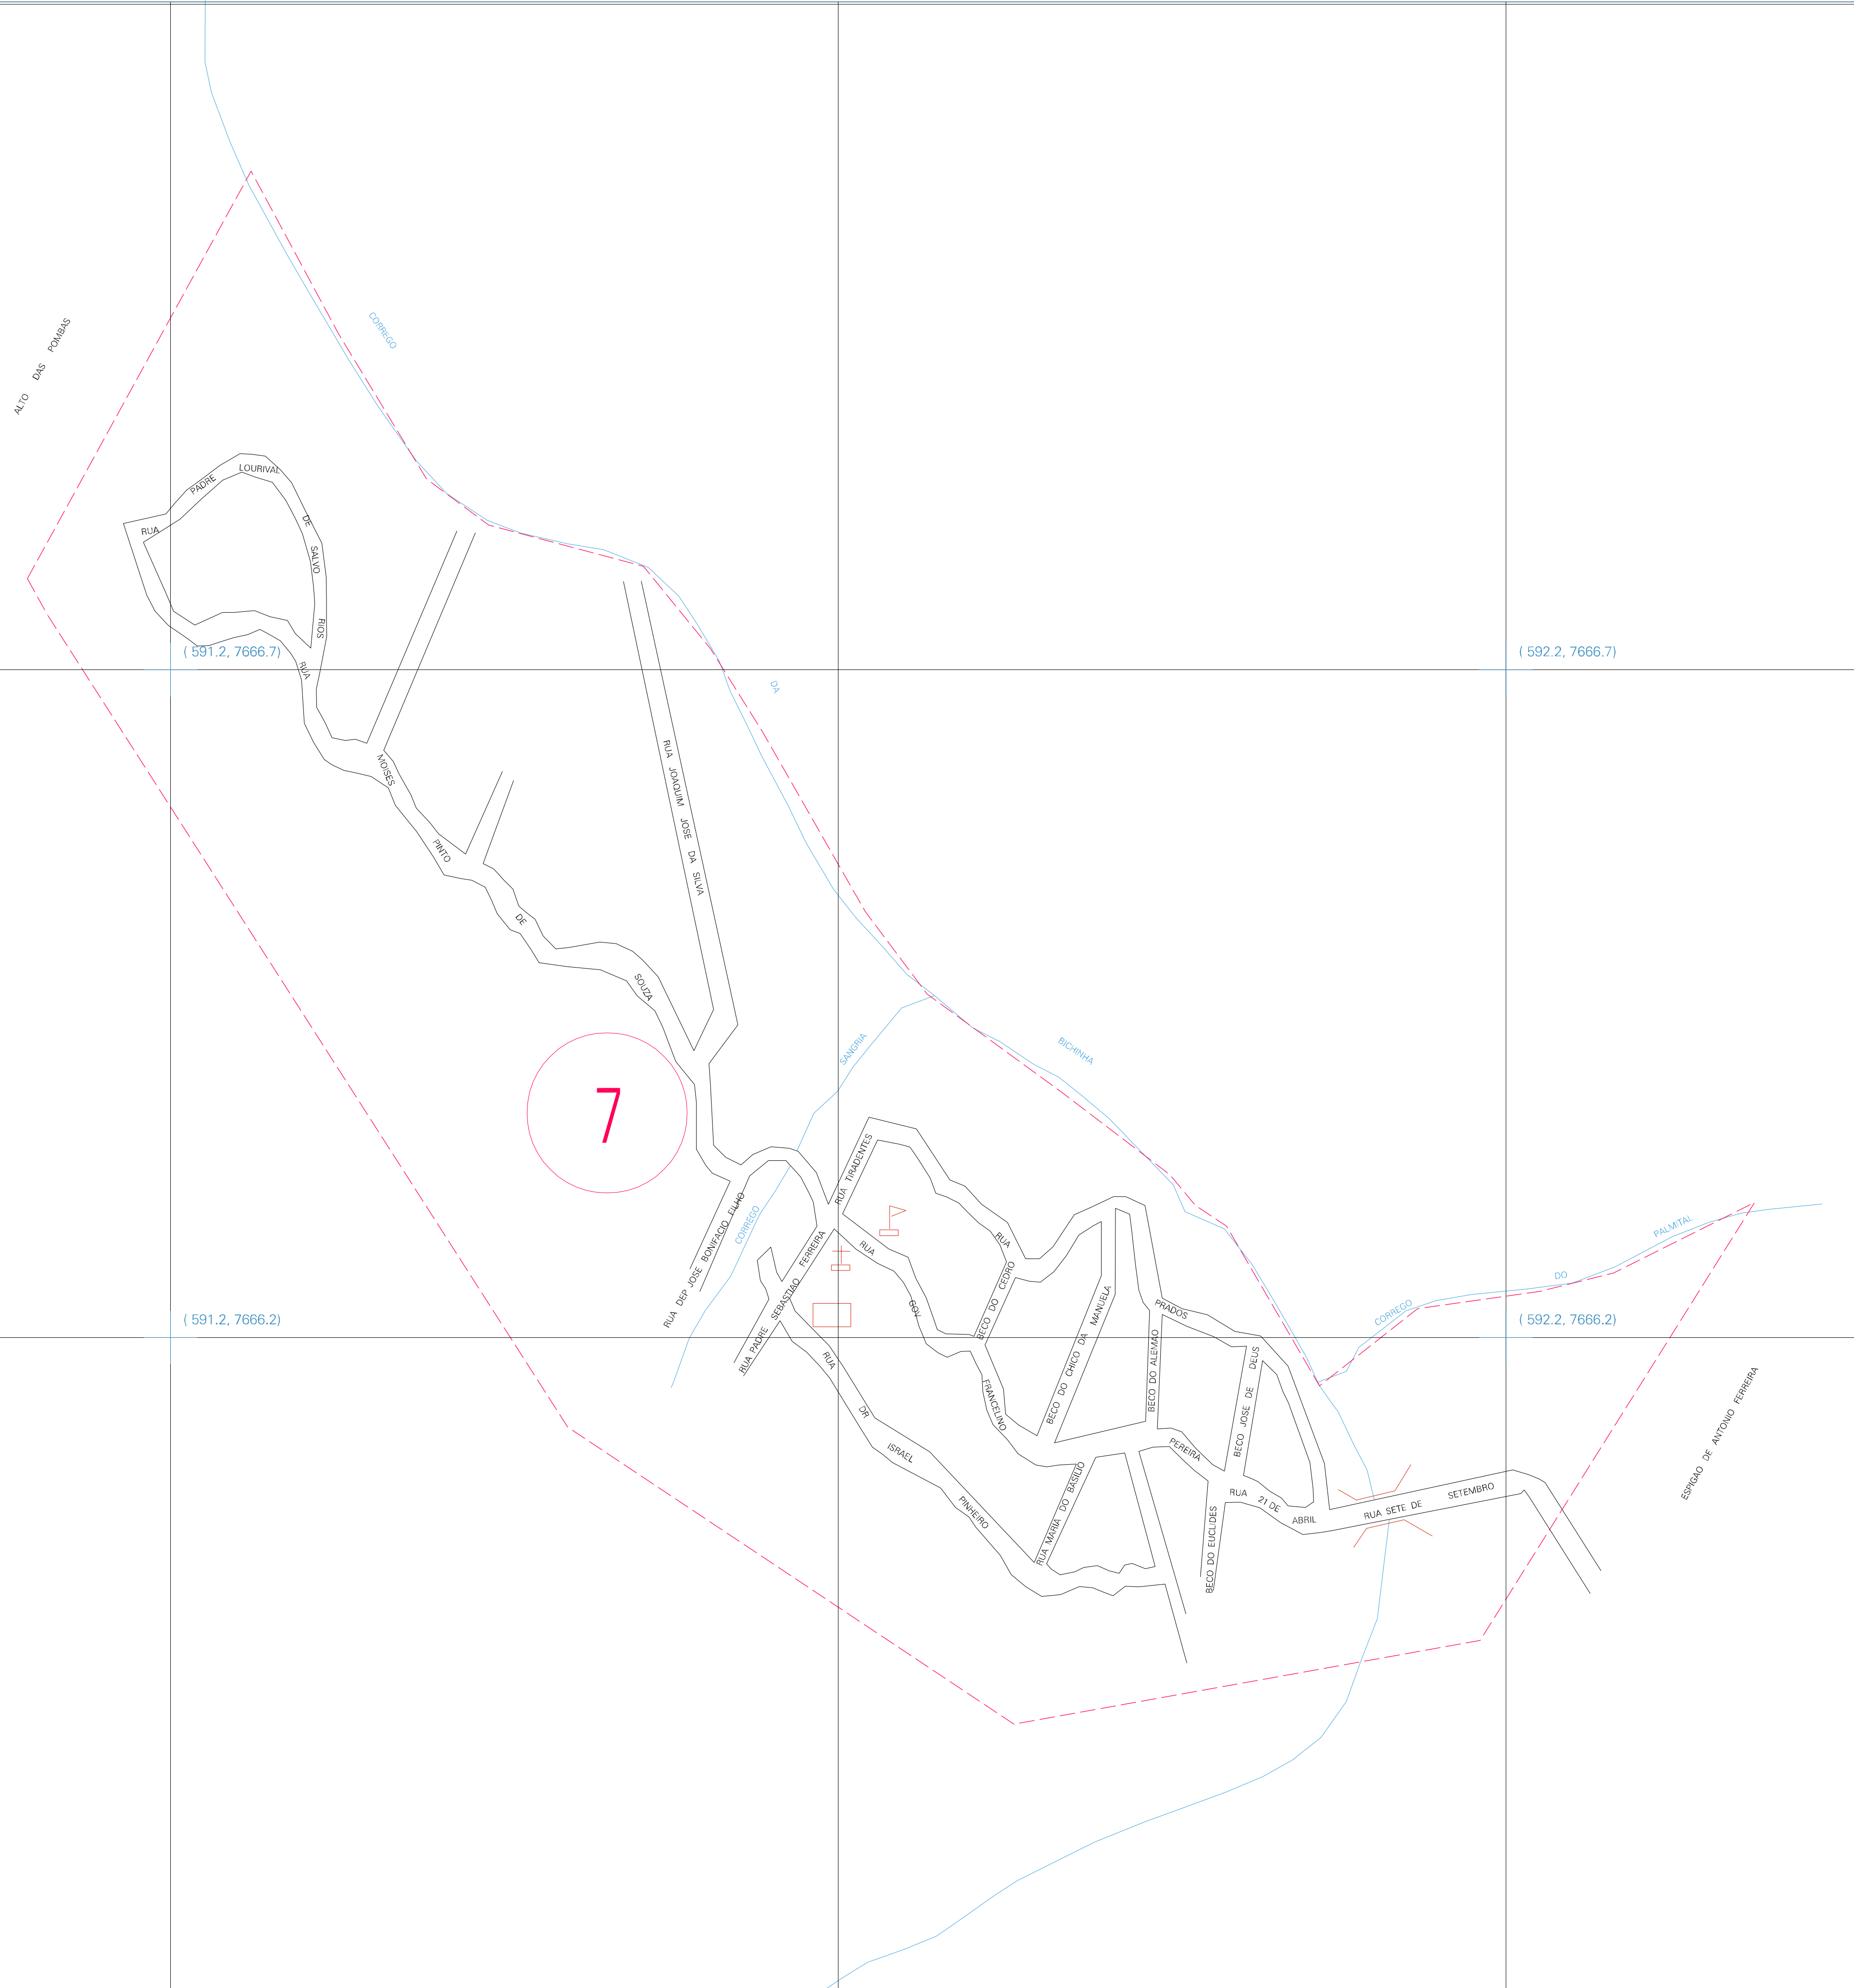 ALTO DAS POMBAS
CORREGO
DA
BICHINHA
RUA PADRE LOURIVAL DE SALVO RIOS
( 591.2, 7666.7)
( 592.2, 7666.7)
RUA MOISES PINTO DE SOUZA
RUA JOAQUIM JOSE DA SILVA
7
SANGRIA
CORREGO
RUA TIRADENTES
RUA DEP JOSE BONIFACIO FILHO
RUA PADRE SEBASTIAO FERREIRA
RUA GOV FRANCELINO PEREIRA
RUA PRADOS
BECO DO CEDRO
BECO DO CHICO DA MANUELA
BECO DO ALEMAO
BECO JOSE DE DEUS
CORREGO DO PALMITAL
( 591.2, 7666.2)
( 592.2, 7666.2)
RUA DR ISRAEL PINHEIRO
RUA MARIA DO BASILIO
BECO DO EUCLIDES
RUA 21 DE ABRIL
RUA SETE DE SETEMBRO
ESPIGAO DE ANTONIO FERREIRA